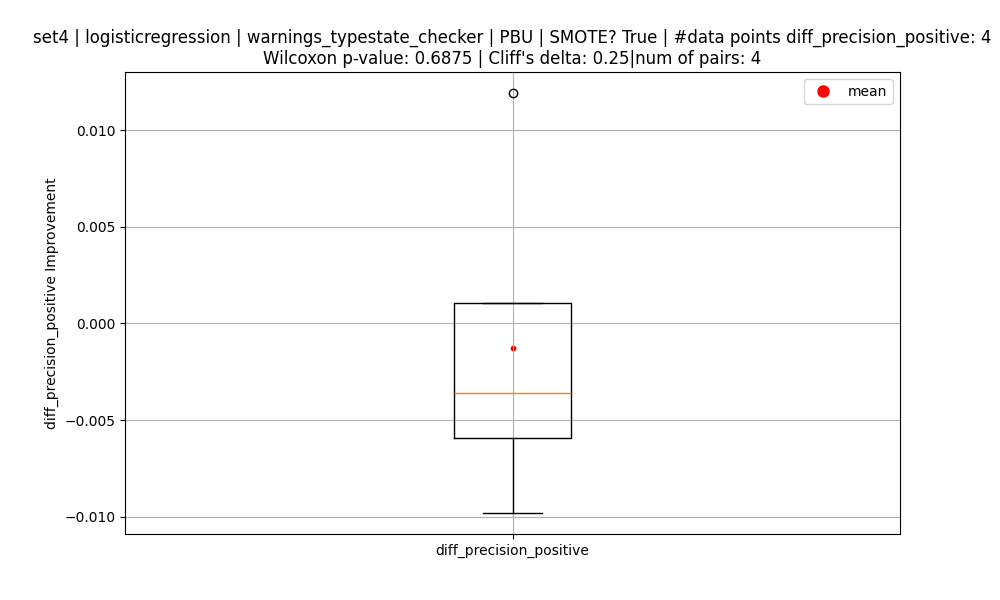 set4 | logisticregression | warnings_typestate_checker | PBU | SMOTE? True | #data points diff_precision_positive: 4
Wilcoxon p-value: 0.6875 | Cliff's delta: 0.25|num of pairs: 4
mean
0.010
0.005
0.000
−0.005
−0.010
diff_precision_positive Improvement
diff_precision_positive